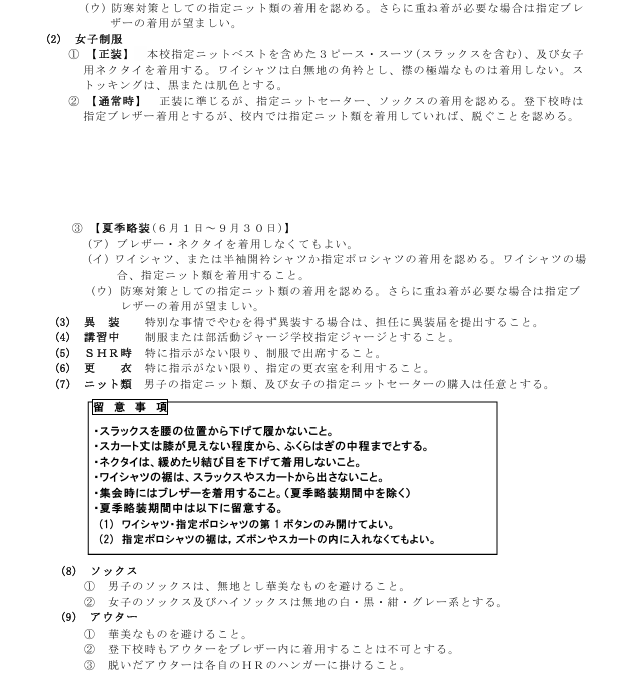 (ウ) 防寒対策としての指定ニット類の着用を認める。さらに重ね着が必要な場合は指定ブレ
ザーの着用が望ましい。
(2) 女子制服
① 【正装】 本校指定ニットベストを含めた３ピース・スーツ(スラックスを含む)、及び女子
用ネクタイを着用する。ワイシャツは白無地の角衿とし、襟の極端なものは着用しない。ス
トッキングは、黒または肌色とする。
② 【通常時】 正装に準じるが、指定ニットセーター、ソックスの着用を認める。登下校時は
指定ブレザー着用とするが、校内では指定ニット類を着用していれば、脱ぐことを認める。
③ 【夏季略装(６月１日～９月３０日)】
(ア) ブレザー・ネクタイを着用しなくてもよい。
(イ) ワイシャツ、または半袖開衿シャツか指定ポロシャツの着用を認める。ワイシャツの場
合、指定ニット類を着用すること。
(ウ) 防寒対策としての指定ニット類の着用を認める。さらに重ね着が必要な場合は指定ブ
レザーの着用が望ましい。
(3) 異 装 特別な事情でやむを得ず異装する場合は、担任に異装届を提出すること。
(4) 講習中 制服または部活動ジャージ学校指定ジャージとすること。
(5) ＳＨＲ時 特に指示がない限り、制服で出席すること。
(6) 更 衣 特に指示がない限り、指定の更衣室を利用すること。
(7) ニット類 男子の指定ニット類、及び女子の指定ニットセーターの購入は任意とする。
留 意 事 項
・スラックスを腰の位置から下げて履かないこと。
・スカート丈は膝が見えない程度から、ふくらはぎの中程までとする。
・ネクタイは、緩めたり結び目を下げて着用しないこと。
・ワイシャツの裾は、スラックスやスカートから出さないこと。
・集会時にはブレザーを着用すること。（夏季略装期間中を除く）
・夏季略装期間中は以下に留意する。
(1) ワイシャツ・指定ポロシャツの第１ボタンのみ開けてよい。
(2) 指定ポロシャツの裾は，ズボンやスカートの内に入れなくてもよい。
(8) ソックス
① 男子のソックスは、無地とし華美なものを避けること。
② 女子のソックス及びハイソックスは無地の白・黒・紺・グレー系とする。
(9) アウター
① 華美なものを避けること。
② 登下校時もアウターをブレザー内に着用することは不可とする。
③ 脱いだアウターは各自のＨＲのハンガーに掛けること。